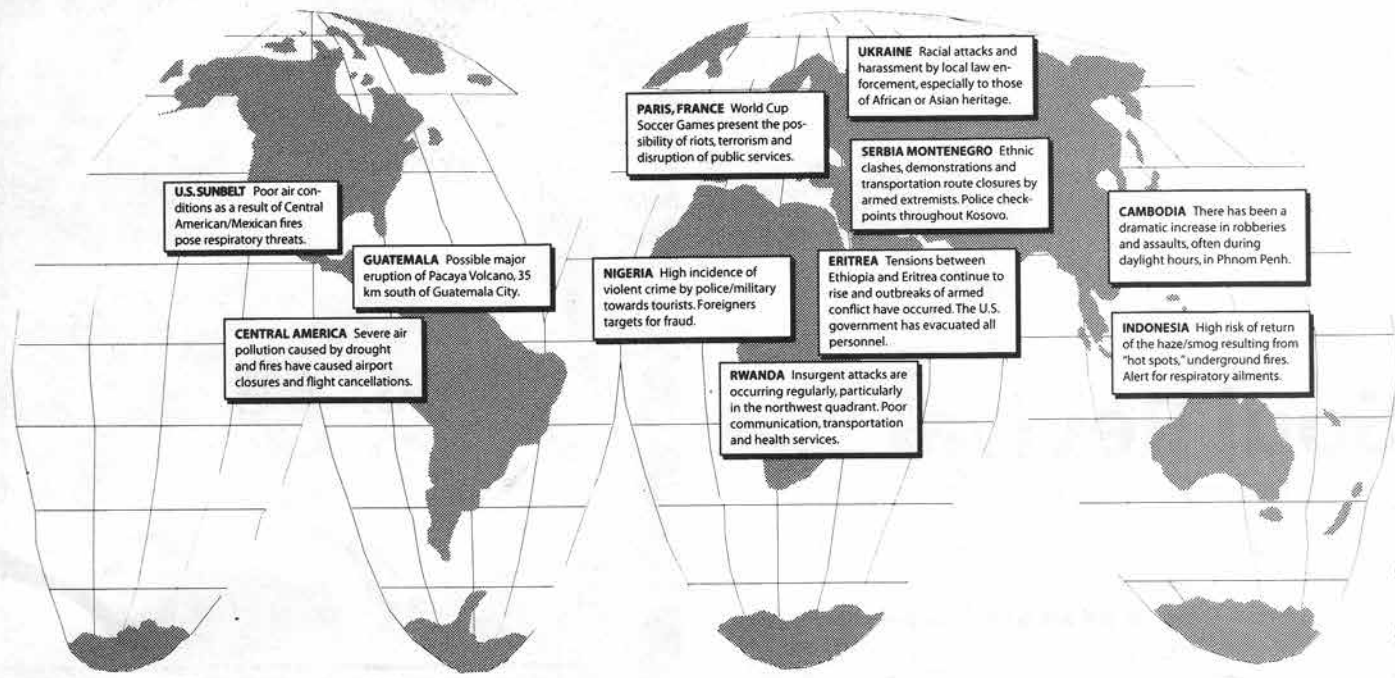 UKRAINE Racial attacks and
harassment by local law en-
forcement, especially to those
of African or Asian heritage.
PARIS, FRANCE World Cup
Soccer Games present the pos-
sibility of riots, terrorism and
disruption of public services.
SERBIA MONTENEGRO Ethnic
clashes, demonstrations and
transportation route closures by
armed extremists. Police check-
points throughout Kosovo.
U.S. SUNBELT Poor air con-
ditions as a result of Central
American/Mexican fires
pose respiratory threats.
CAMBODIA There has been a
dramatic increase in robberies
and assaults, often during
daylight hours, in Phnom Penh.
GUATEMALA Possible major
eruption of Pacaya Volcano, 35
km south of Guatemala City.
NIGERIA High incidence of
violent crime by police/military
towards tourists. Foreigners
targets for fraud.
ERITREA Tensions between
Ethiopia and Eritrea continue to
rise and outbreaks of armed
conflict have occurred. The U.S.
government has evacuated all
personnel.
CENTRAL AMERICA Severe air
pollution caused by drought
and fires have caused airport
closures and flight cancellations.
INDONESIA High risk of return
of the haze/smog resulting from
"hot spots," underground fires.
Alert for respiratory ailments.
RWANDA Insurgent attacks are
occurring regularly, particularly
in the northwest quadrant. Poor
communication, transportation
and health services.